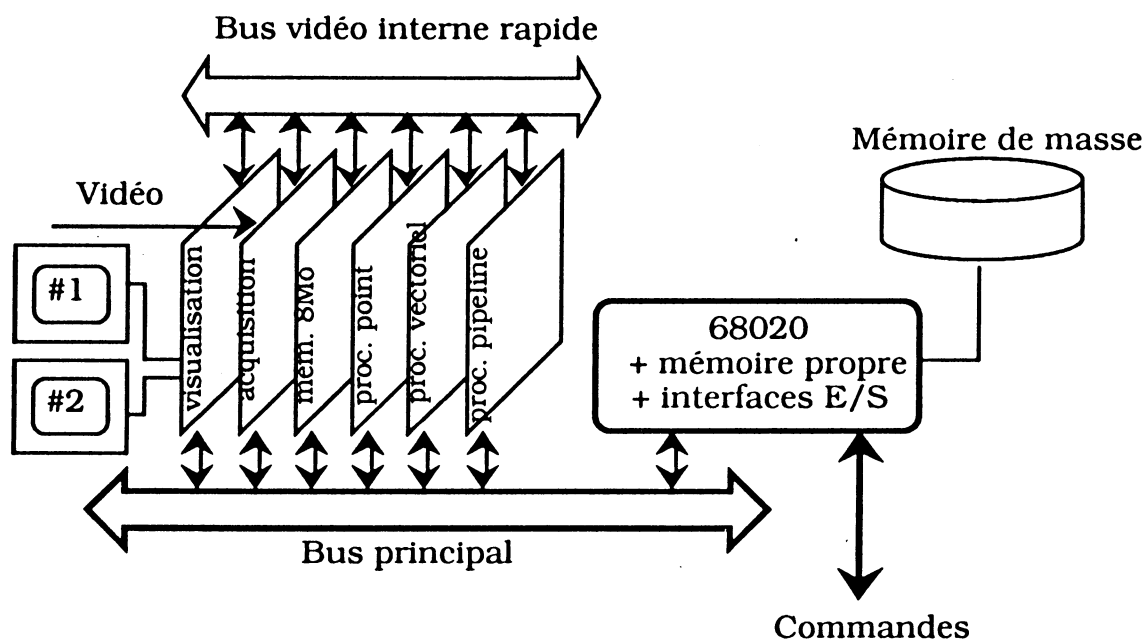 Bus vidéo interne rapide
Mémoire de masse
Vidéo
#1
#2
visualisation
acquisition
mém. 8Mo
proc. point
proc. vectoriel
proc. pipeline
68020
+ mémoire propre
+ interfaces E/S
Bus principal
Commandes